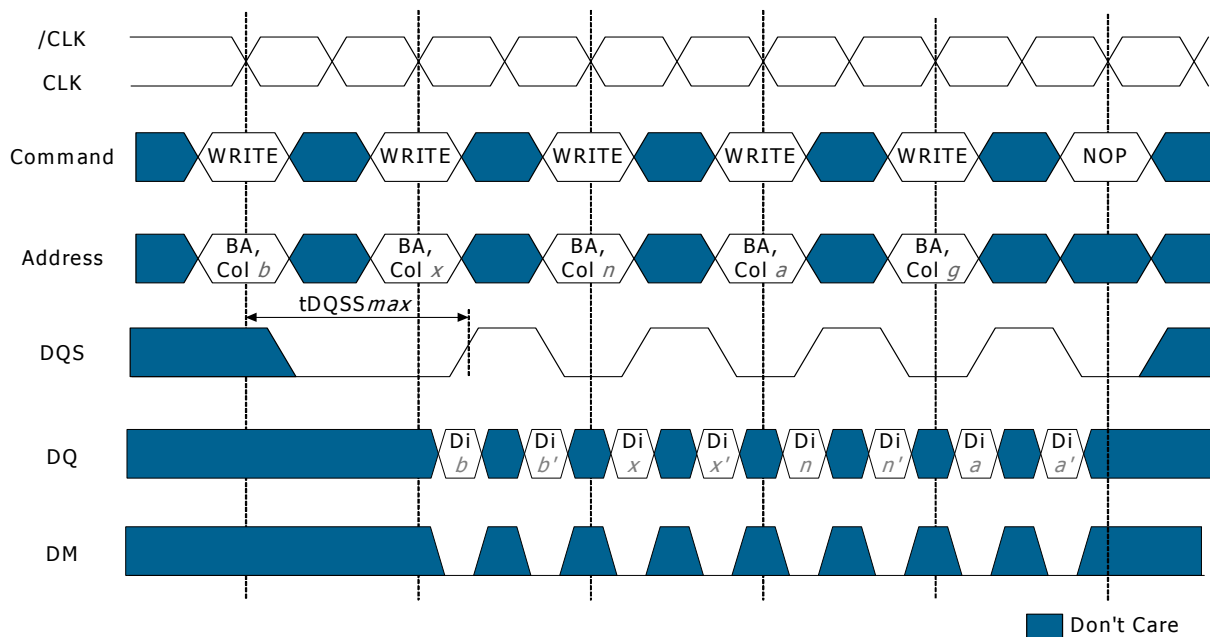 /CLK
CLK
Command
WRITE WRITE WRITE WRITE WRITE NOP
Address
BA, BA, BA, BA, BA,
Col b Col x Col n Col a Col g
tDQSSmax
DQS
DQ
Di Di Di Di Di Di Di Di
b b' x x' n n' a a'
DM
Don't Care